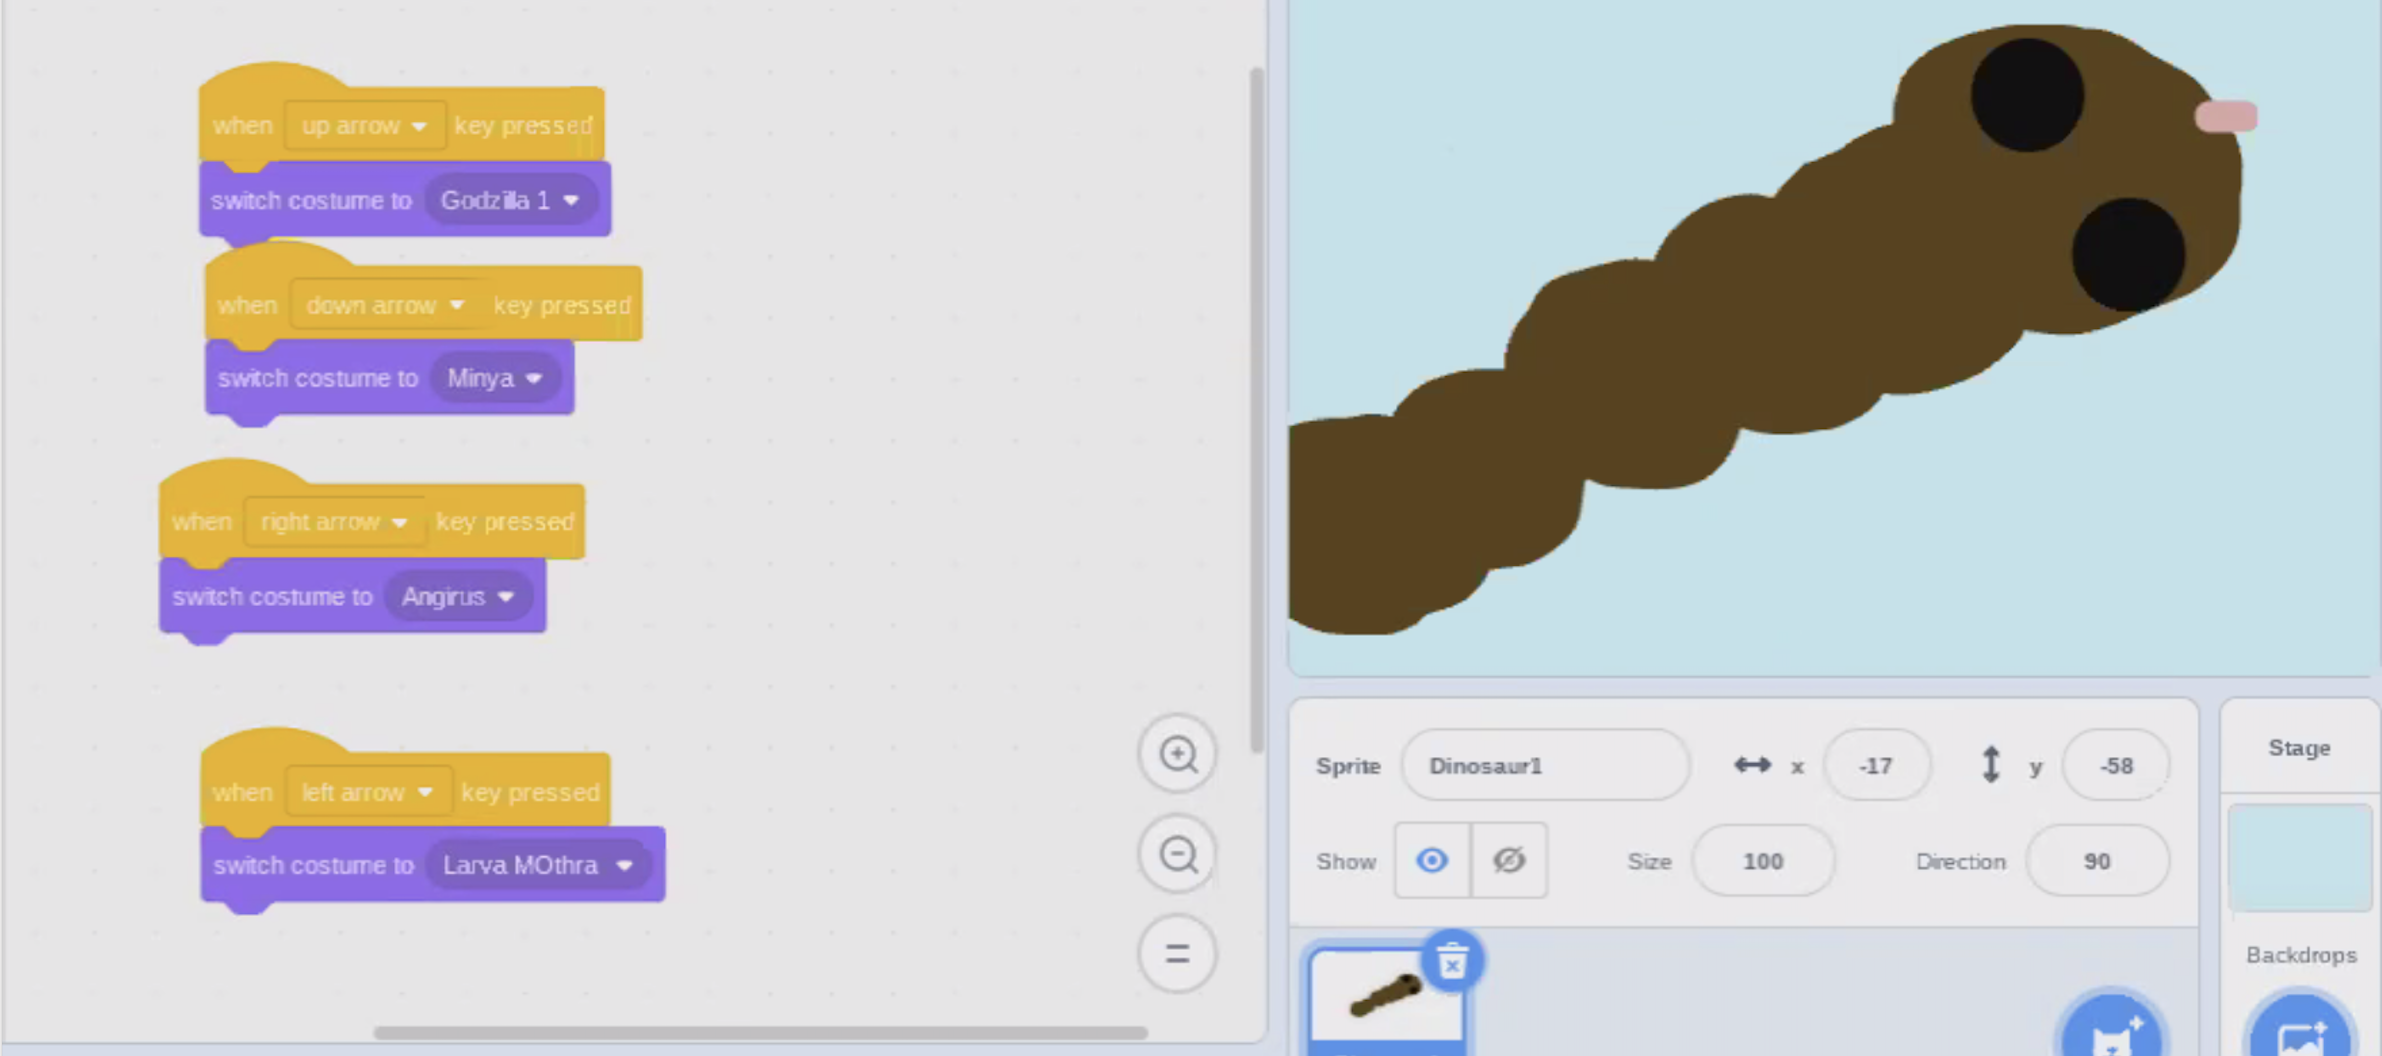 when up arrow key pressed
switch costume to Godzilla 1
when down arrow key pressed
switch costume to Minya
when right arrow key pressed
switch costume to Angirus
when left arrow key pressed
switch costume to Larva MOthra
Sprite Dinosaur1 x -17 y -58
Show Size 100 Direction 90
Stage
Backdrops